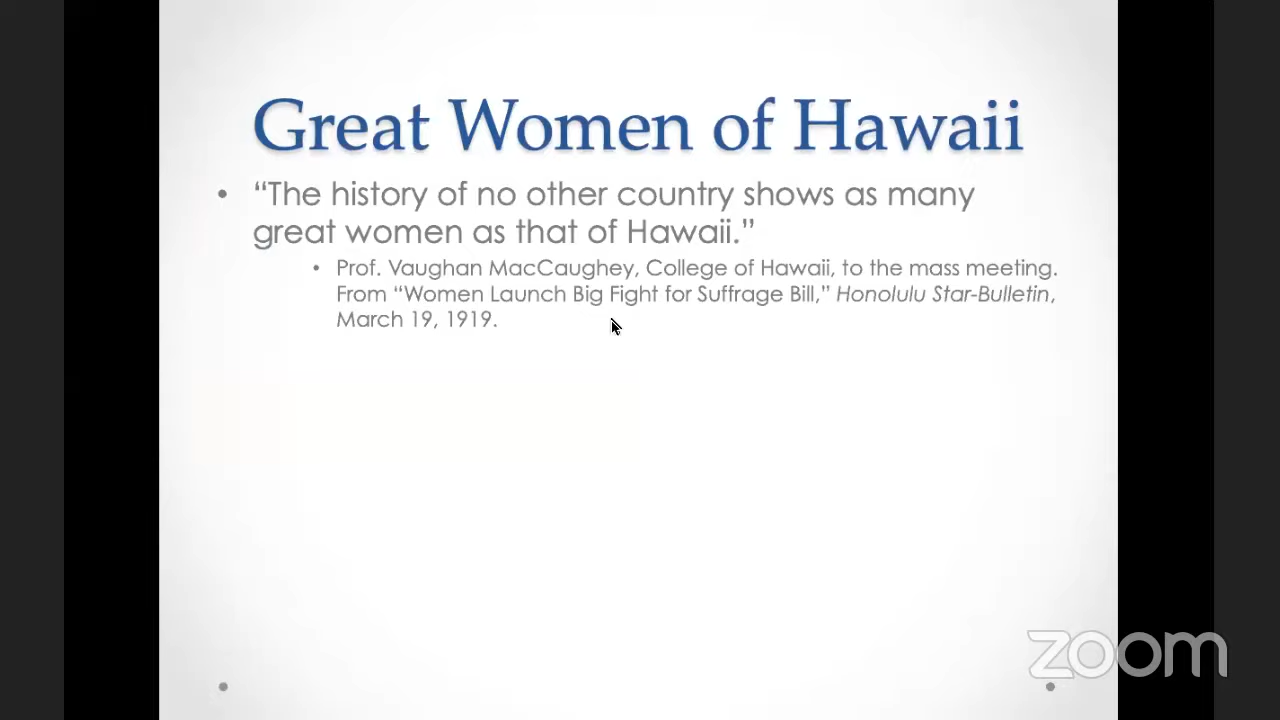 Great Women of Hawaii
• “The history of no other country shows as many
great women as that of Hawaii.”
• Prof. Vaughan MacCaughey, College of Hawaii, to the mass meeting.
From “Women Launch Big Fight for Suffrage Bill,” Honolulu Star-Bulletin,
March 19, 1919.
zoom